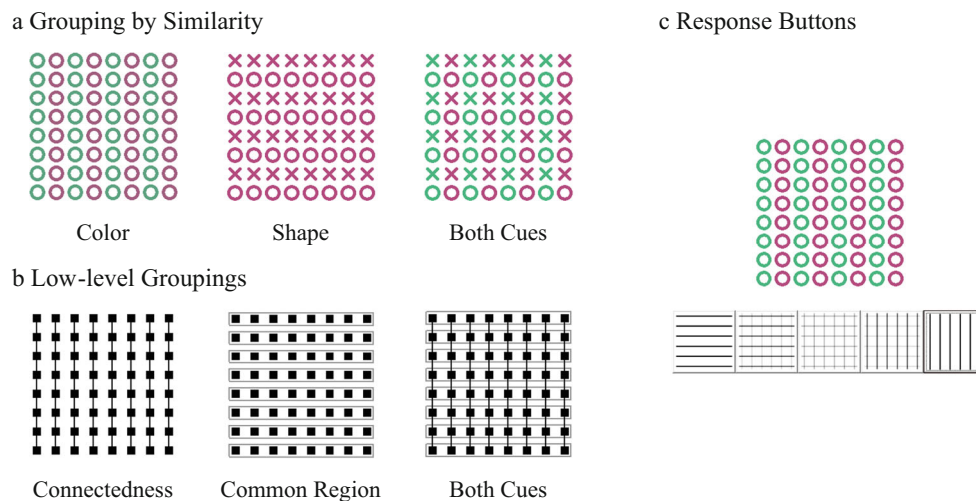 a Grouping by Similarity
Color
Shape
Both Cues
b Low-level Groupings
Connectedness
Common Region
Both Cues
c Response Buttons